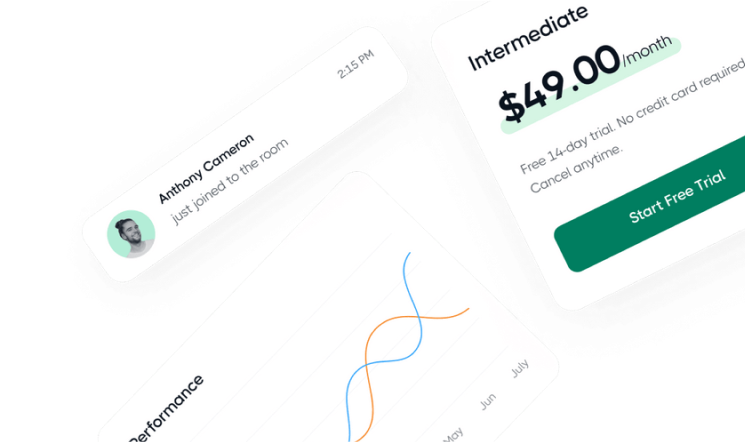 2:15 PM
Anthony Cameron
just joined to the room
Intermediate
$49.00/month
Free 14-day trial. No credit card required
Cancel anytime.
Start Free Trial
Performance
May
Jun
July